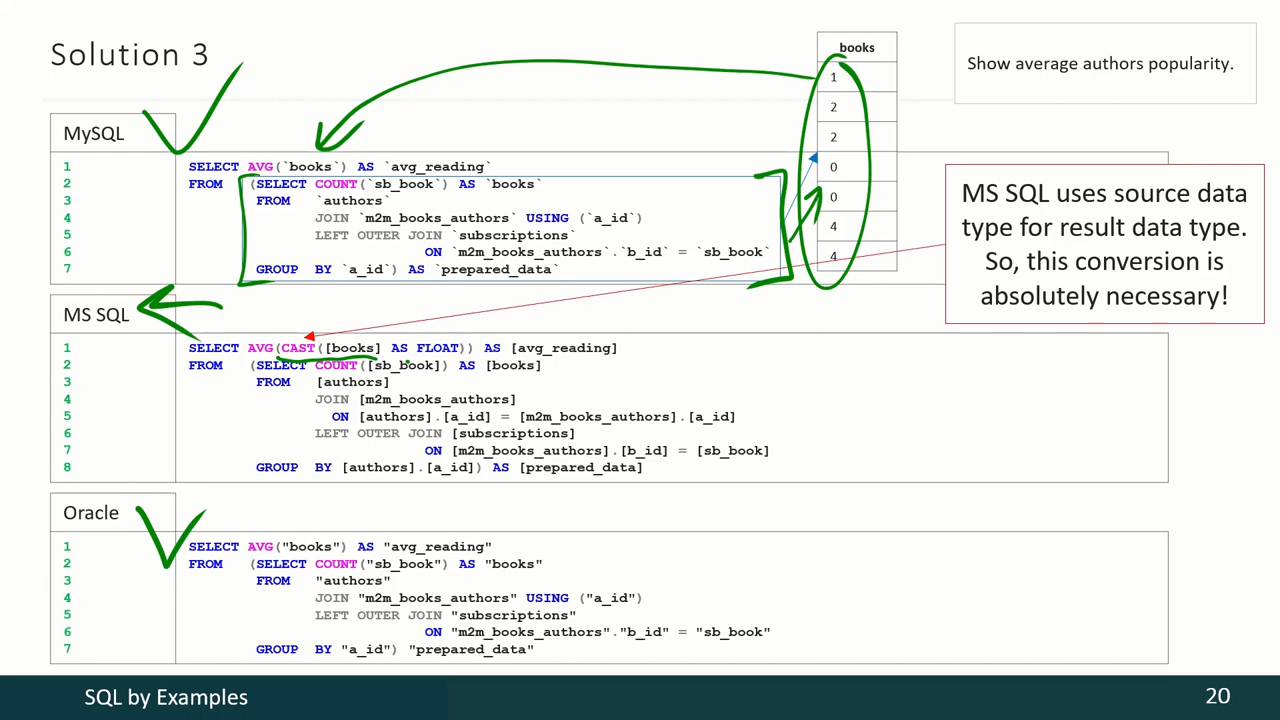 Solution 3
Show average authors popularity.
books
1
2
2
0
0
4
4
MySQL
1 SELECT AVG(`books`) AS `avg_reading`
2 FROM (SELECT COUNT(`sb_book`) AS `books`
3 FROM `authors`
4 JOIN `m2m_books_authors` USING (`a_id`)
5 LEFT OUTER JOIN `subscriptions`
6 ON `m2m_books_authors`.`b_id` = `sb_book`
7 GROUP BY `a_id`) AS `prepared_data`
MS SQL uses source data
type for result data type.
So, this conversion is
absolutely necessary!
MS SQL
1 SELECT AVG(CAST([books] AS FLOAT)) AS [avg_reading]
2 FROM (SELECT COUNT([sb_book]) AS [books]
3 FROM [authors]
4 JOIN [m2m_books_authors]
5 ON [authors].[a_id] = [m2m_books_authors].[a_id]
6 LEFT OUTER JOIN [subscriptions]
7 ON [m2m_books_authors].[b_id] = [sb_book]
8 GROUP BY [authors].[a_id]) AS [prepared_data]
Oracle
1 SELECT AVG("books") AS "avg_reading"
2 FROM (SELECT COUNT("sb_book") AS "books"
3 FROM "authors"
4 JOIN "m2m_books_authors" USING ("a_id")
5 LEFT OUTER JOIN "subscriptions"
6 ON "m2m_books_authors"."b_id" = "sb_book"
7 GROUP BY "a_id") "prepared_data"
SQL by Examples
20